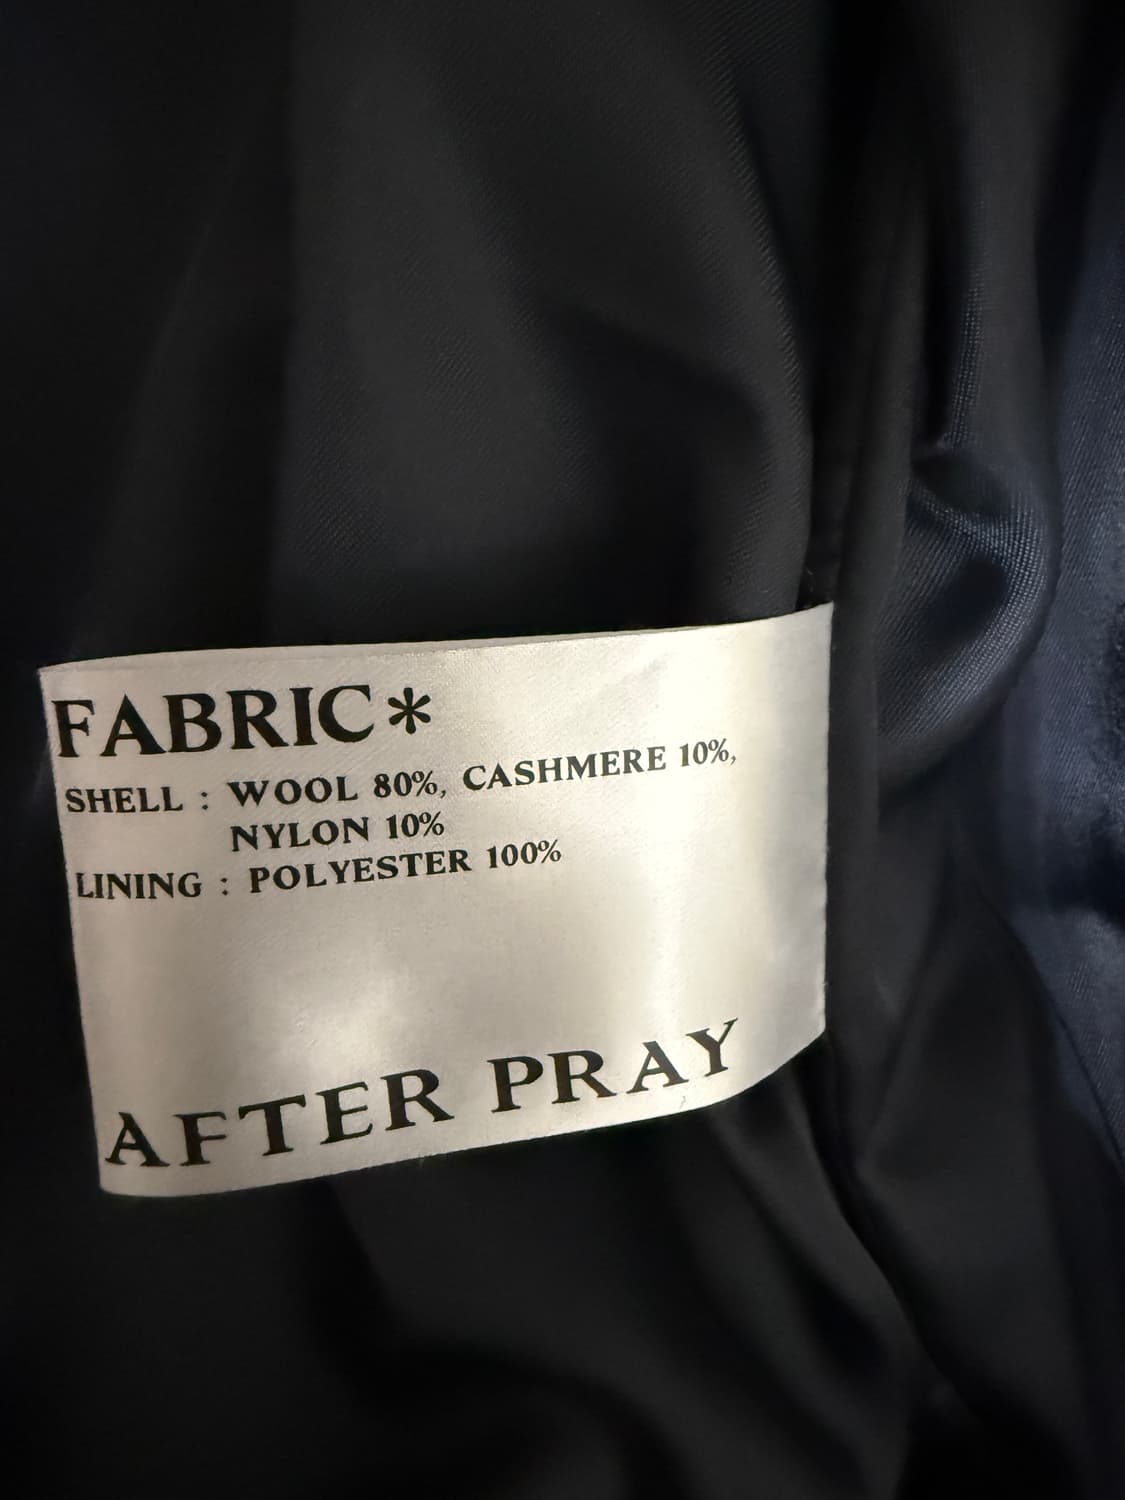 FABRIC*
SHELL : WOOL 80%, CASHMERE 10%,
NYLON 10%
LINING : POLYESTER 100%
AFTER PRAY